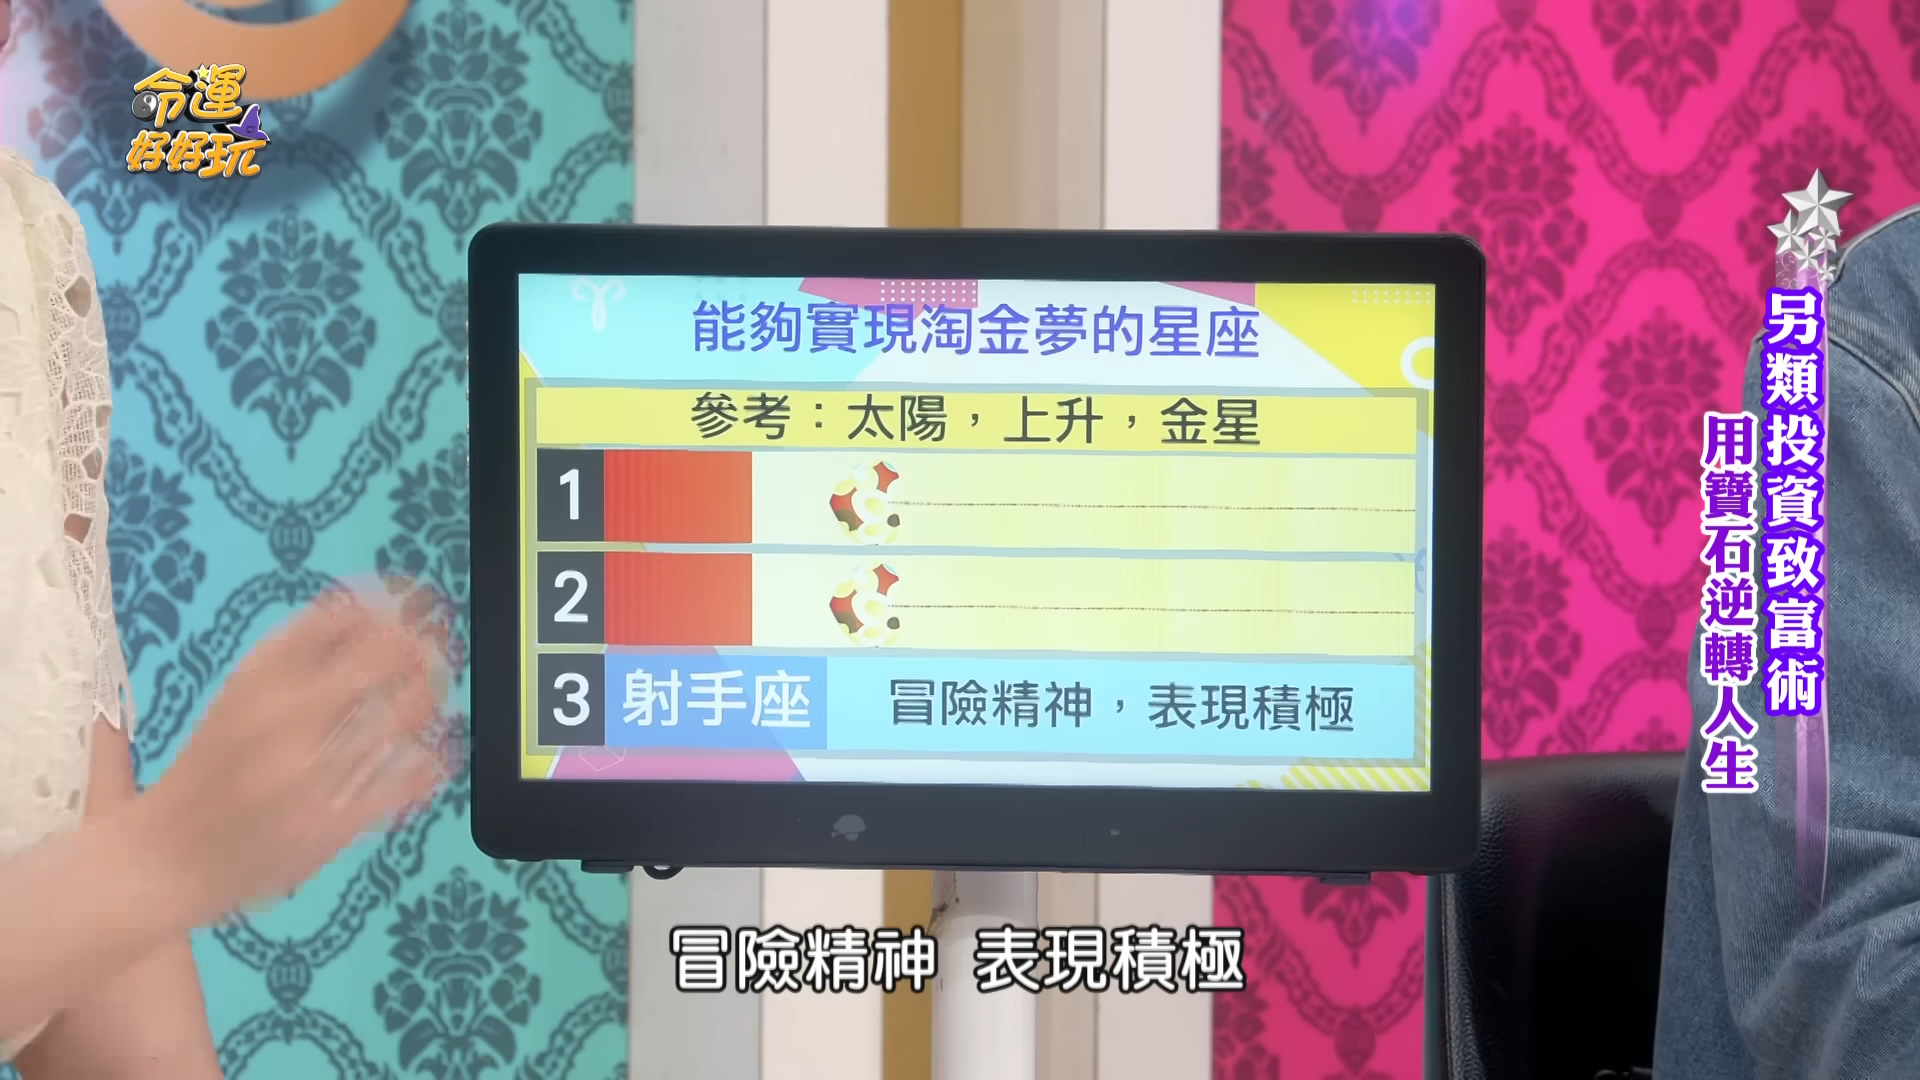 命運
好好玩
能夠實現淘金夢的星座
參考：太陽，上升，金星
1
2
3 射手座 冒險精神，表現積極
另類投資致富術
用寶石逆轉人生
冒險精神 表現積極